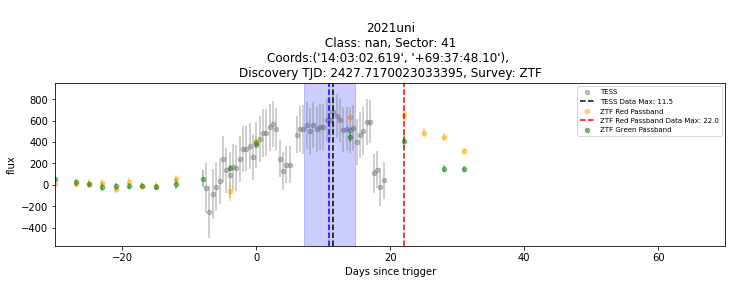 2021uni
Class: nan, Sector: 41
Coords:('14:03:02.619', '+69:37:48.10'),
Discovery TJD: 2427.7170023033395, Survey: ZTF
TESS
TESS Data Max: 11.5
ZTF Red Passband
ZTF Red Passband Data Max: 22.0
ZTF Green Passband
800
600
400
200
0
−200
−400
flux
−20
0
20
40
60
Days since trigger